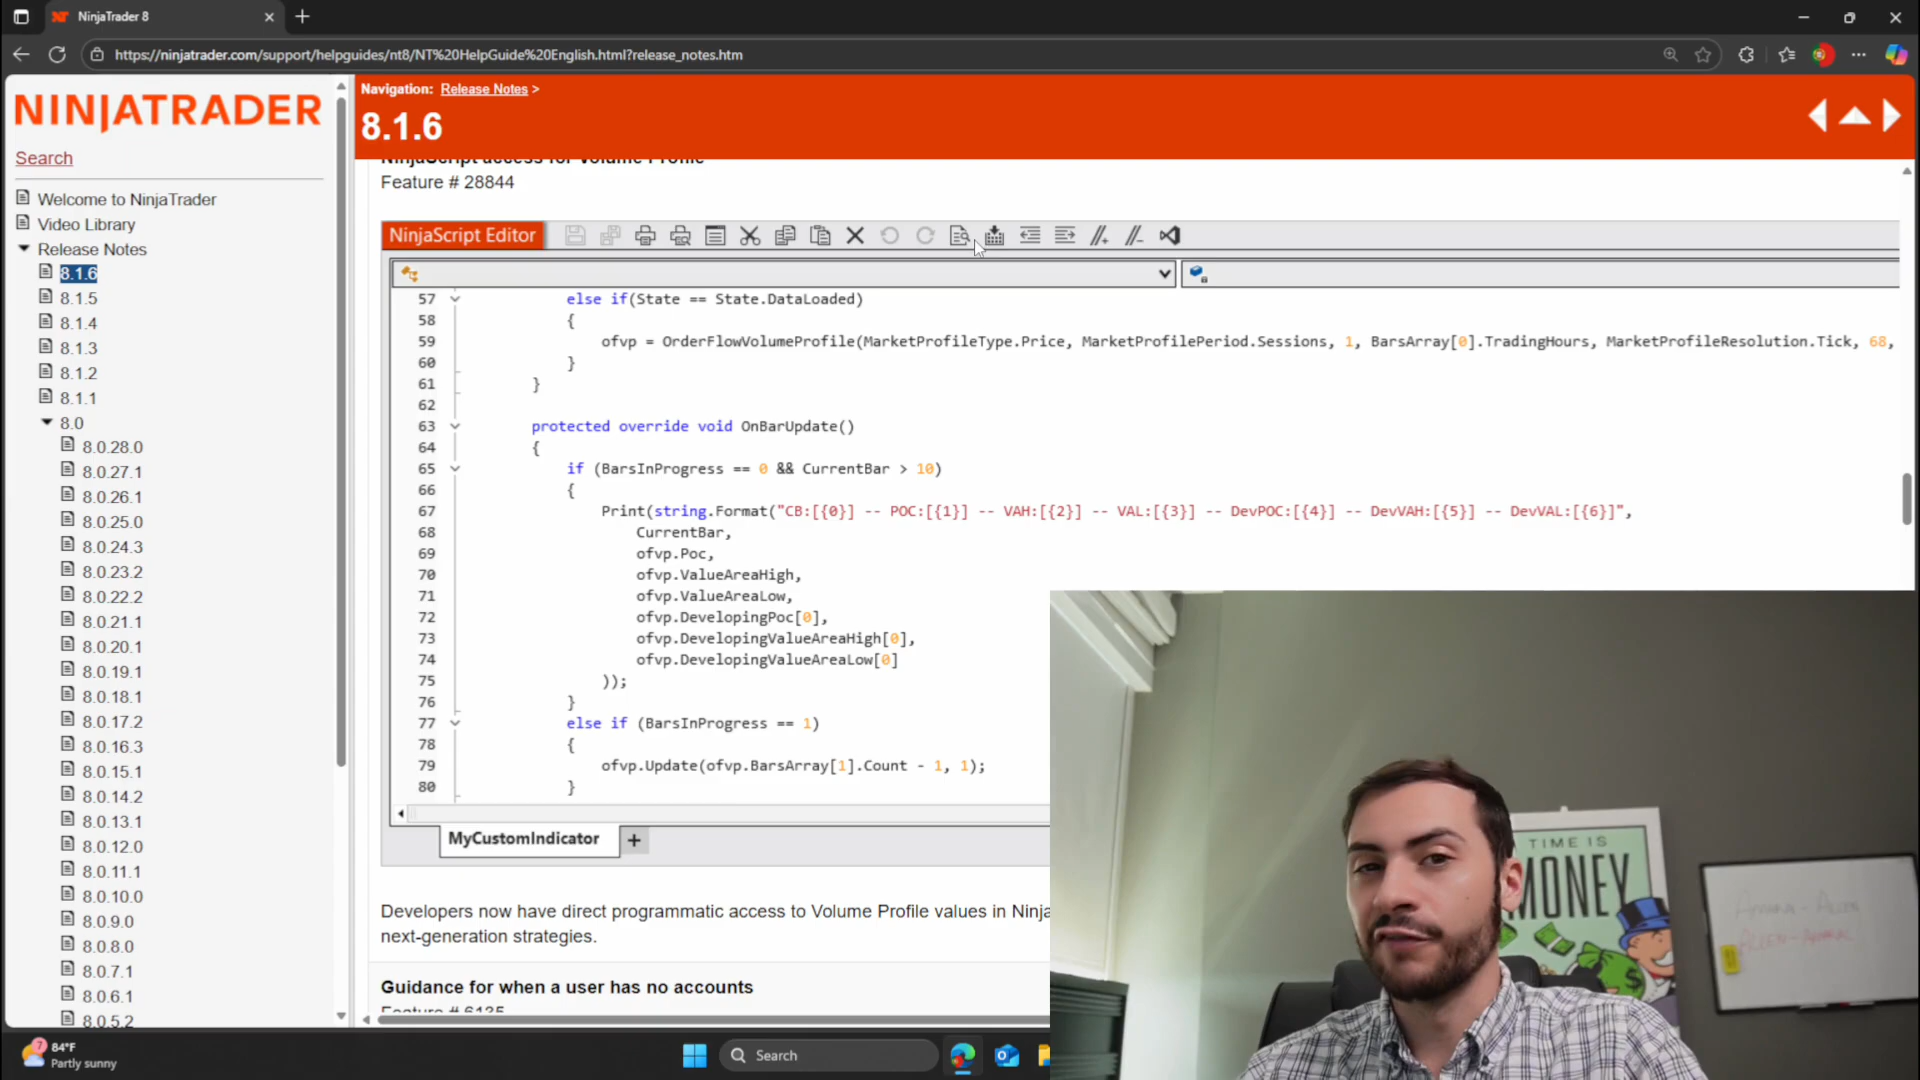 NinjaTrader 8
https://ninjatrader.com/support/helpguides/nt8/NT%20HelpGuide%20English.html?release_notes.htm
NINJATRADER
Search
Welcome to NinjaTrader
Video Library
Release Notes
8.1.6
8.1.5
8.1.4
8.1.3
8.1.2
8.1.1
8.0
8.0.28.0
8.0.27.1
8.0.26.1
8.0.25.0
8.0.24.3
8.0.23.2
8.0.22.2
8.0.21.1
8.0.20.1
8.0.19.1
8.0.18.1
8.0.17.2
8.0.16.3
8.0.15.1
8.0.14.2
8.0.13.1
8.0.12.0
8.0.11.1
8.0.10.0
8.0.9.0
8.0.8.0
8.0.7.1
8.0.6.1
8.0.5.2
Navigation: Release Notes >
8.1.6
NinjaScript access for Volume Profile
Feature # 28844
NinjaScript Editor
57 else if(State == State.DataLoaded)
58 {
59 ofvp = OrderFlowVolumeProfile(MarketProfileType.Price, MarketProfilePeriod.Sessions, 1, BarsArray[0].TradingHours, MarketProfileResolution.Tick, 68,
60 }
61 }
62
63 protected override void OnBarUpdate()
64 {
65 if (BarsInProgress == 0 && CurrentBar > 10)
66 {
67 Print(string.Format("CB:[{0}] -- POC:[{1}] -- VAH:[{2}] -- VAL:[{3}] -- DevPOC:[{4}] -- DevVAH:[{5}] -- DevVAL:[{6}]",
68 CurrentBar,
69 ofvp.Poc,
70 ofvp.ValueAreaHigh,
71 ofvp.ValueAreaLow,
72 ofvp.DevelopingPoc[0],
73 ofvp.DevelopingValueAreaHigh[0],
74 ofvp.DevelopingValueAreaLow[0]
75 ));
76 }
77 else if (BarsInProgress == 1)
78 {
79 ofvp.Update(ofvp.BarsArray[1].Count - 1, 1);
80 }
MyCustomIndicator
+
Developers now have direct programmatic access to Volume Profile values in Ninja
next-generation strategies.
Guidance for when a user has no accounts
Feature # 6135
TIME IS
MONEY
7
84°F
Partly sunny
Search